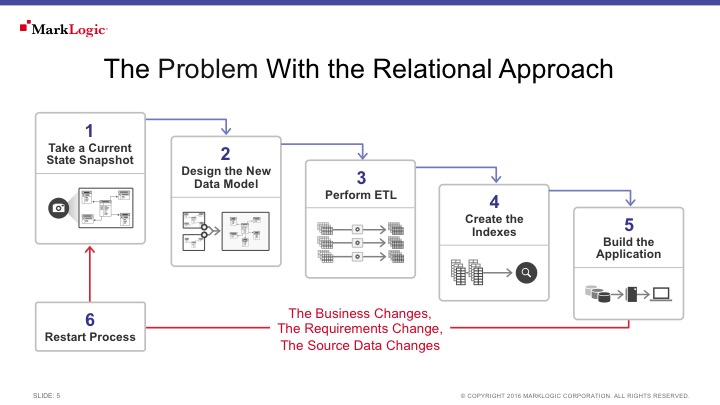 MarkLogic
The Problem With the Relational Approach
1
Take a Current
State Snapshot
2
Design the New
Data Model
3
Perform ETL
4
Create the
Indexes
5
Build the
Application
6
Restart Process
The Business Changes,
The Requirements Change,
The Source Data Changes
SLIDE: 5
© COPYRIGHT 2016 MARKLOGIC CORPORATION. ALL RIGHTS RESERVED.